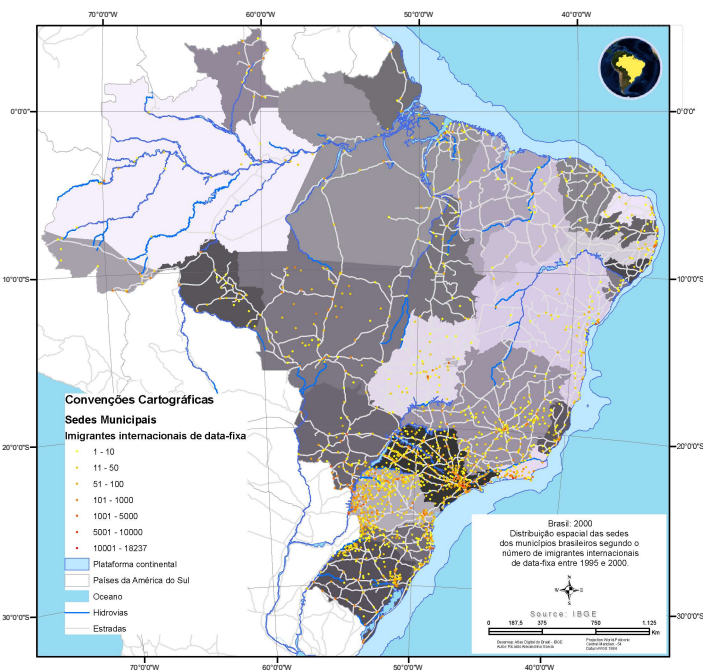 70°0'0"W 60°0'0"W 50°0'0"W 40°0'0"W
0°0'0" 0°0'0"
10°0'0"S 10°0'0"S
20°0'0"S 20°0'0"S
30°0'0"S 30°0'0"S
Convenções Cartográficas
Sedes Municipais
Imigrantes internacionais de data-fixa
1 - 10
11 - 50
51 - 100
101 - 1000
1001 - 5000
5001 - 10000
10001 - 18237
Plataforma continental
Países da América do Sul
Oceano
Hidrovias
Estradas
Brasil: 2000
Distribuição espacial das sedes
dos municípios brasileiros segundo o
número de imigrantes internacionais
de data-fixa entre 1995 e 2000.
N
W E
S
Source: IBGE
0 187,5 375 750 1.125
Km
70°0'0"W 60°0'0"W 50°0'0"W 40°0'0"W